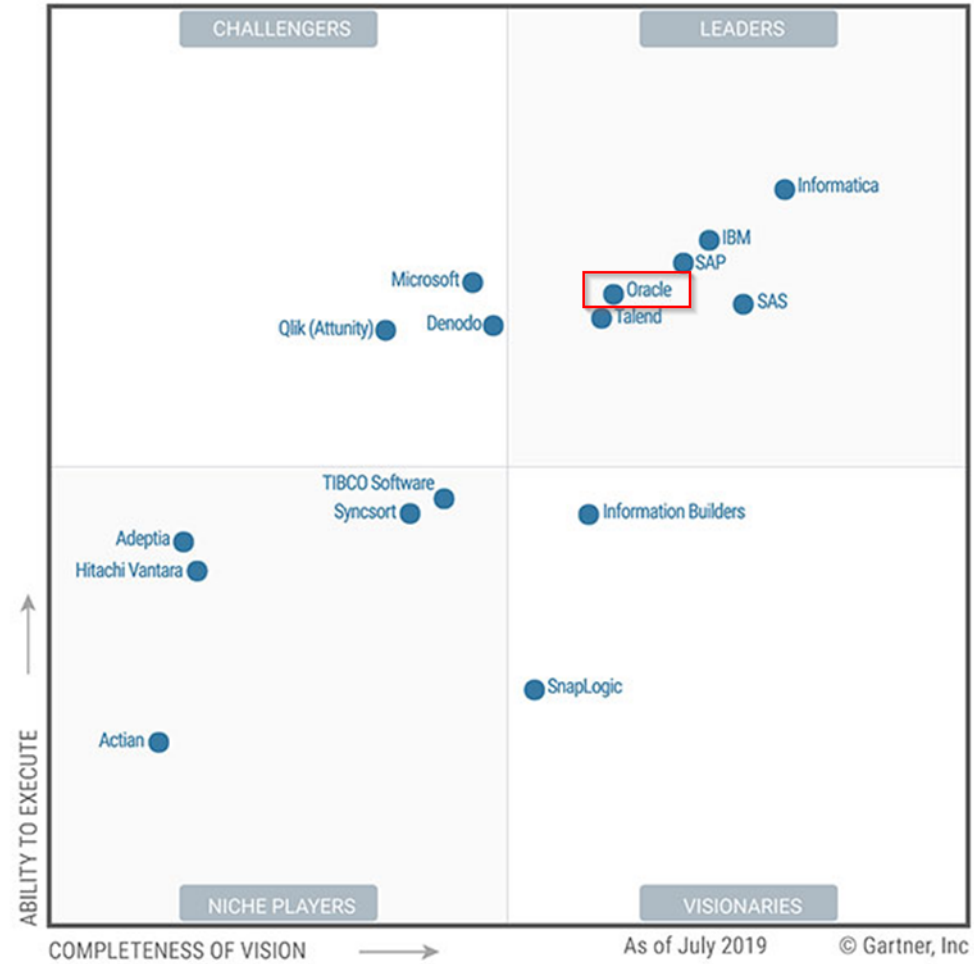 CHALLENGERS
LEADERS
Informatica
IBM
SAP
Microsoft
Oracle
SAS
Talend
Denodo
Qlik (Attunity)
TIBCO Software
Syncsort
Information Builders
Adeptia
Hitachi Vantara
SnapLogic
Actian
ABILITY TO EXECUTE
NICHE PLAYERS
VISIONARIES
COMPLETENESS OF VISION
As of July 2019
© Gartner, Inc